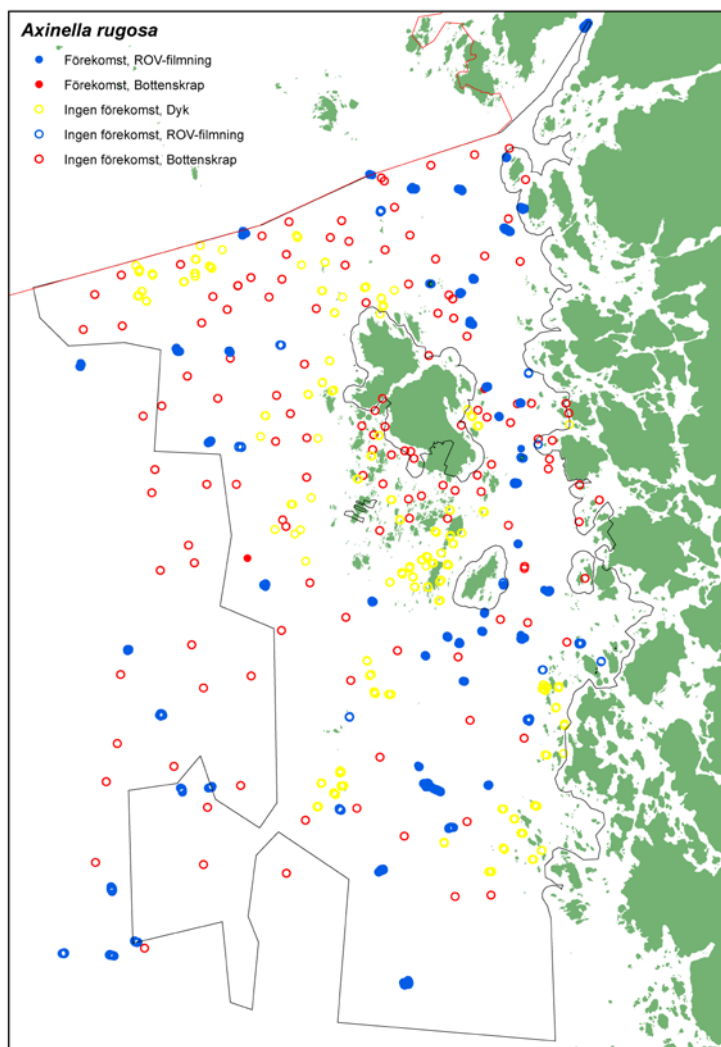 Axinella rugosa
Förekomst, ROV-filmning
Förekomst, Bottenskrap
Ingen förekomst, Dyk
Ingen förekomst, ROV-filmning
Ingen förekomst, Bottenskrap